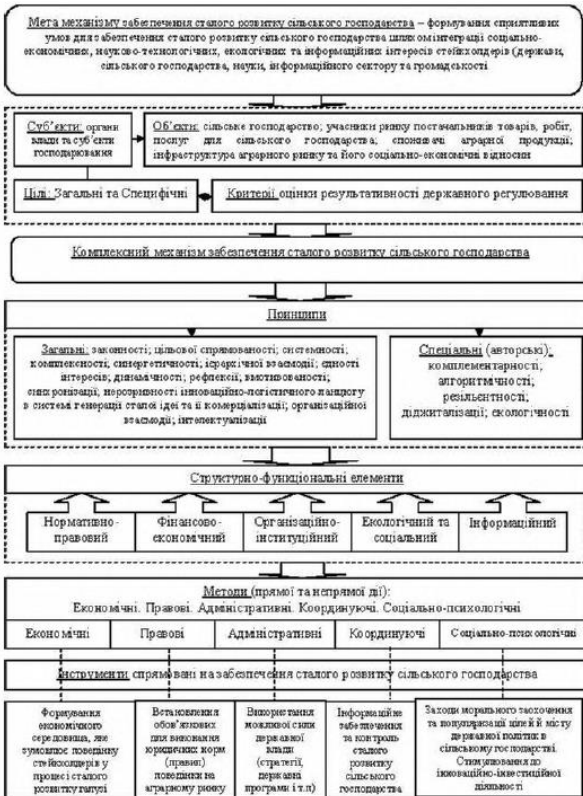 Мета механізму забезпечення сталого розвитку сільського господарства – формування сприятливих
умов для забезпечення сталого розвитку сільського господарства шляхом інтеграції соціально-
економічних, науково-технологічних, екологічних та інформаційних інтересів стейкхолдерів (держави,
сільського господарства, науки, інформаційного сектору та громадськості
Суб'єкти: органи
влади та суб'єкти
господарювання
Об'єкти: сільське господарство; учасники ринку постачальників товарів, робіт,
послуг для сільського господарства; споживачі аграрної продукції;
інфраструктура аграрного ринку та його соціально-економічні відносини
Цілі: Загальні та Специфічні
Критерії оцінки результативності державного регулювання
Комплексний механізм забезпечення сталого розвитку сільського господарства
Принципи
Загальні: законності; цільової спрямованості; системності;
комплексності; синергетичності; ієрархічної взаємодії; єдності
інтересів; динамічності; рефлексії; вмотивованості;
синхронізації; нерозривності інноваційно-логістичного ланцюгу
в системі генерації сталої ідеї та її комерціалізації; організаційної
взаємодії; інтелектуалізації
Спеціальні (авторські):
комплементарності;
алгоритмічності;
резільєнтності;
діджиталізації; екологічності
Структурно-функціональні елементи
Нормативно-
правовий
Фінансово-
економічний
Організаційно-
інституційний
Екологічний та
соціальний
Інформаційний
Методи (прямої та непрямої дії):
Економічні. Правові. Адміністративні. Координуючі. Соціально-психологічні
Економічні
Правові
Адміністративні
Координуючі
Соціально-психологічні
Інструменти спрямовані на забезпечення сталого розвитку сільського господарства
Формування
економічного
середовища, яке
зумовлює поведінку
стейкхолдерів у
процесі сталого
розвитку галузі
Встановлення
обов'язкових
для виконання
юридичних норм
(правил)
поведінки на
аграрному ринку
Використання
можливої сили
державної
влади
(стратегії,
державні
програми і т.п)
Інформаційне
забезпечення
та контроль
сталого
розвитку
сільського
господарства
Заходи морального заохочення
та популяризації цілей й місту
державної політик в
сільському господарстві.
Стимулювання до
інноваційно-інвестиційної
діяльності